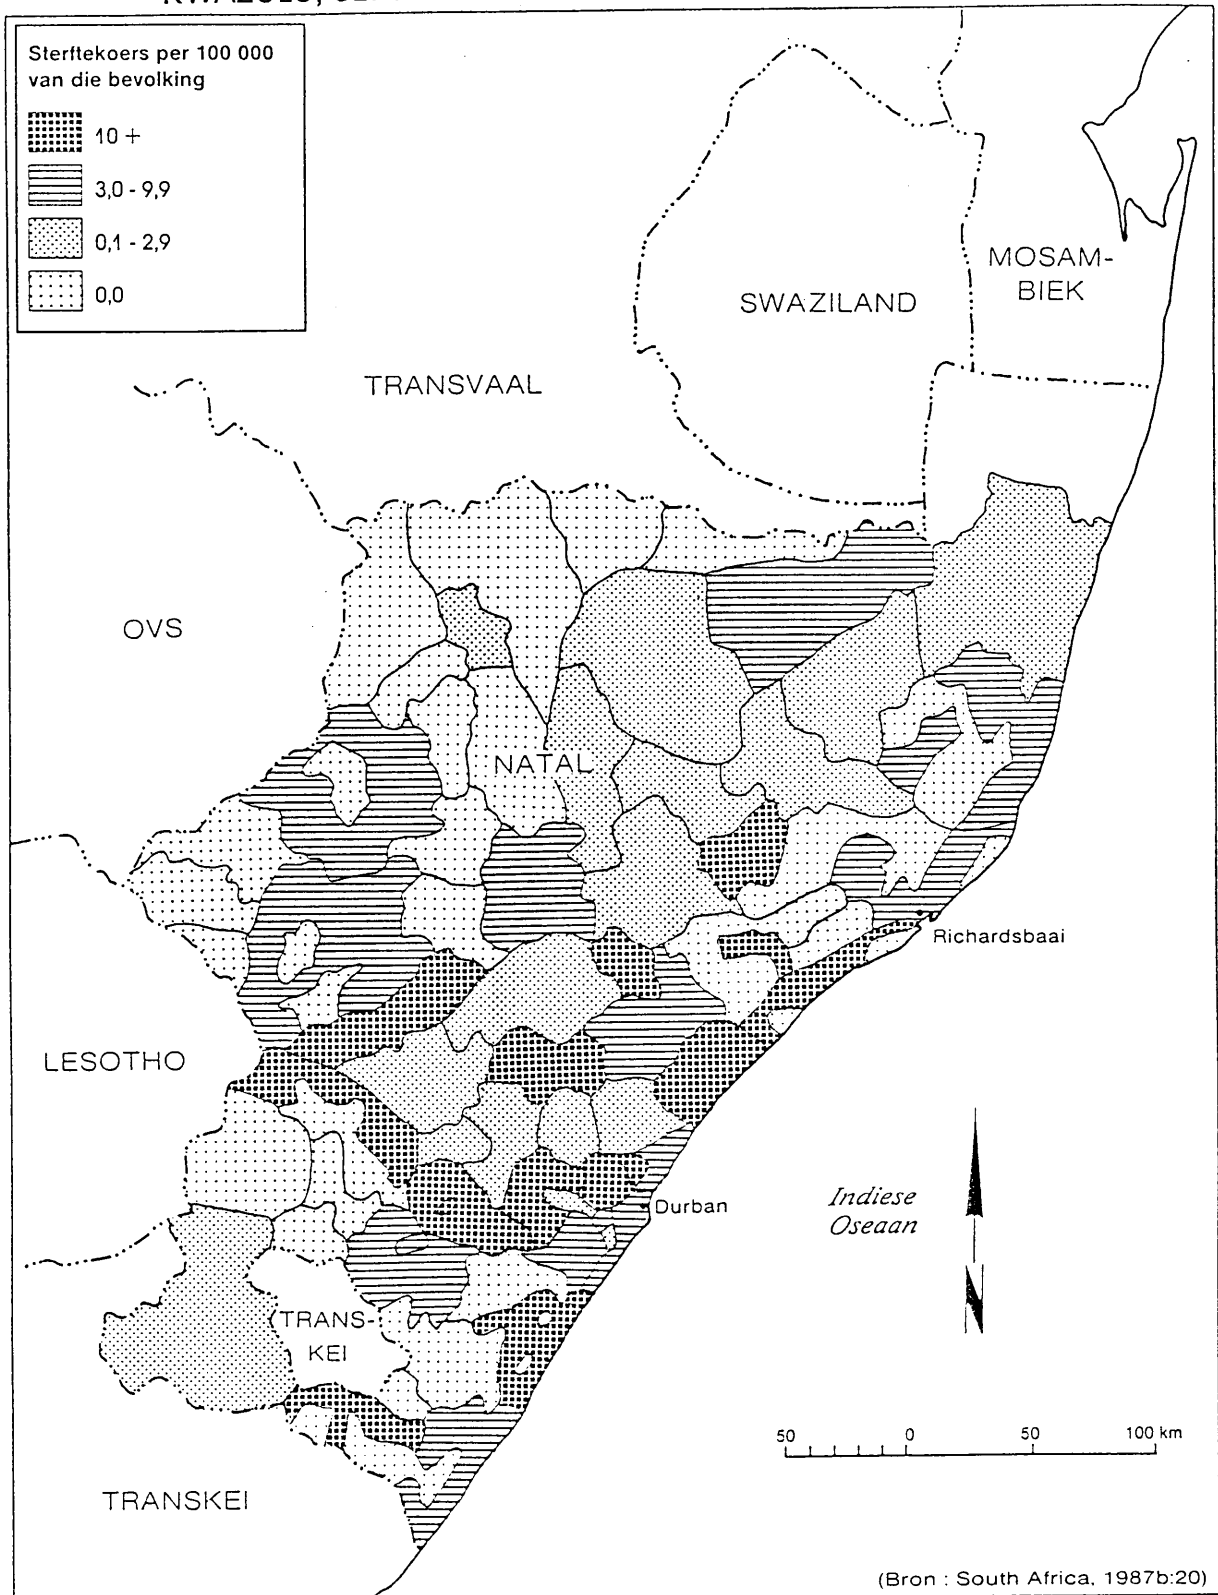 Sterftekoers per 100 000
van die bevolking
10 +
3,0 - 9,9
0,1 - 2,9
0,0
MOSAM-
BIEK
SWAZILAND
TRANSVAAL
OVS
NATAL
Richardsbaai
LESOTHO
Durban
Indiese
Oseaan
N
TRANS-
KEI
50 0 50 100 km
TRANSKEI
(Bron : South Africa, 1987b:20)